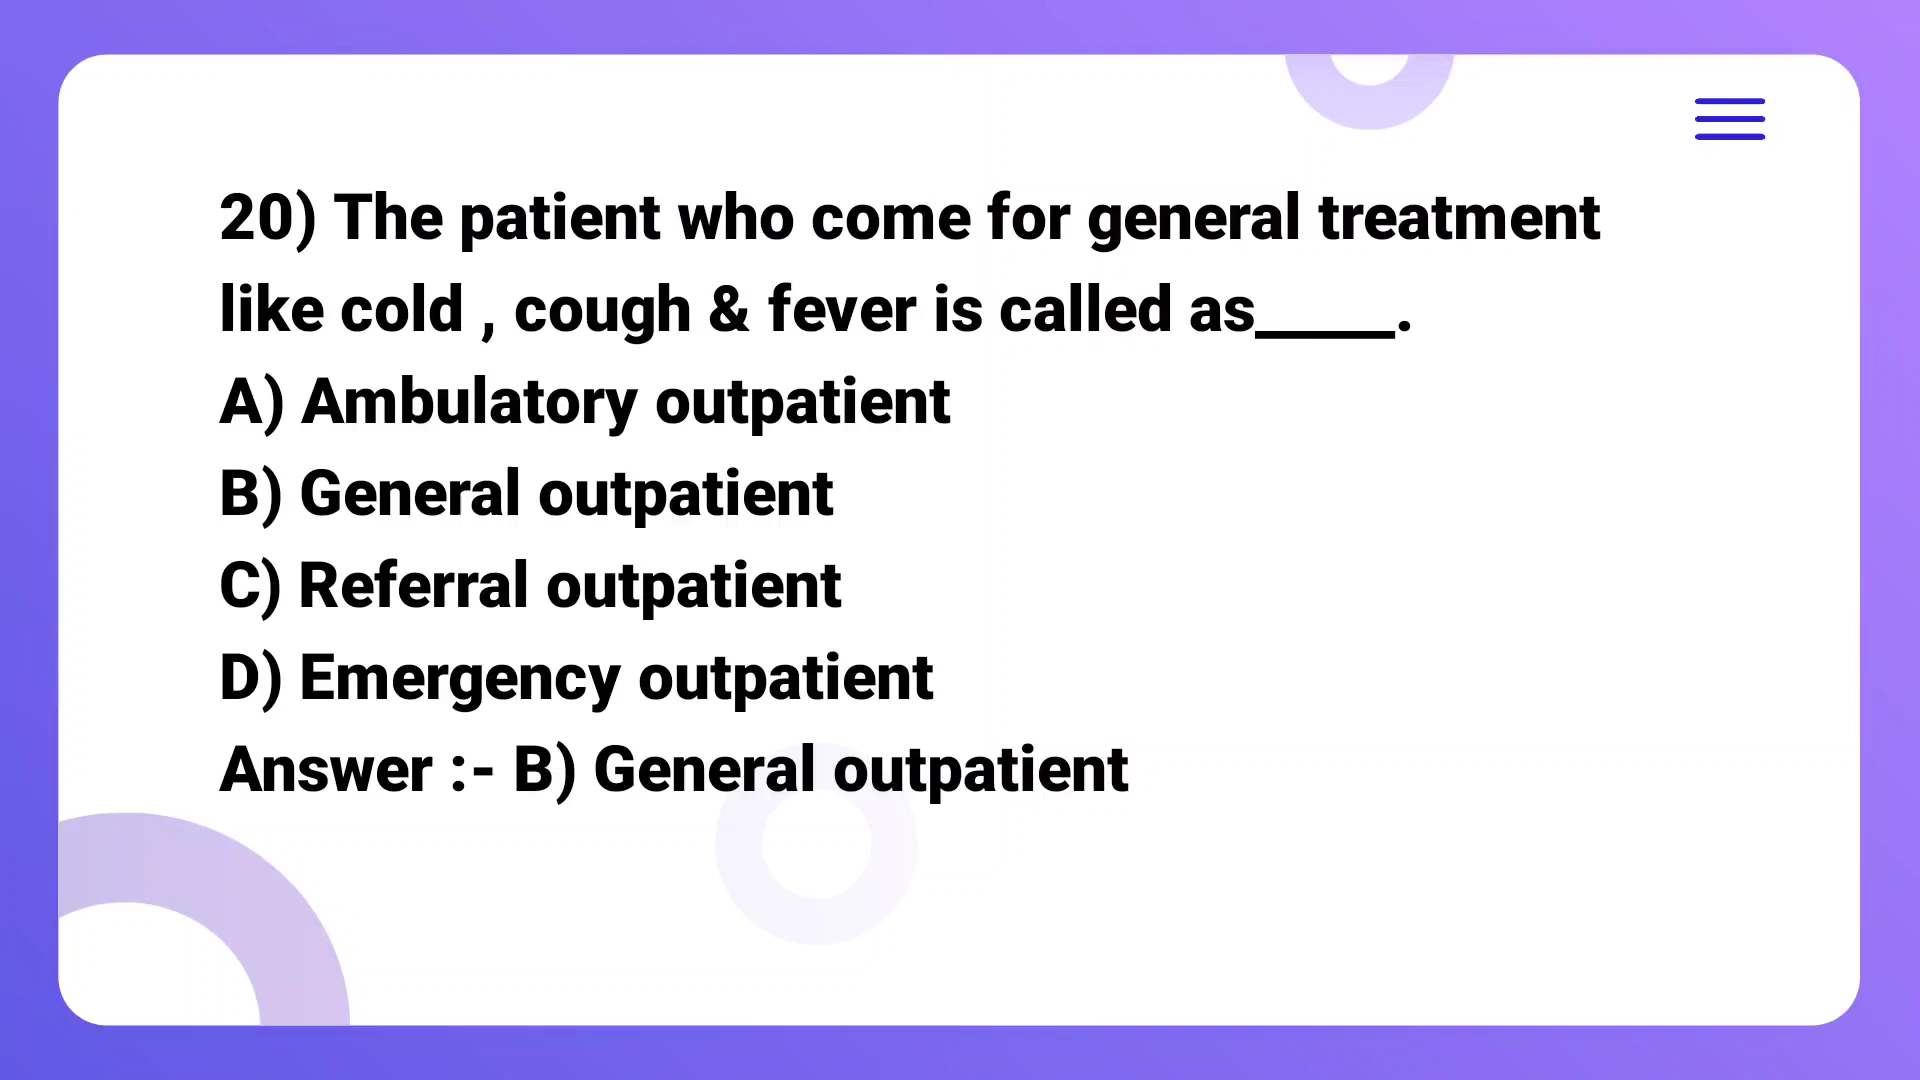 20) The patient who come for general treatment
like cold , cough & fever is called as_____.
A) Ambulatory outpatient
B) General outpatient
C) Referral outpatient
D) Emergency outpatient
Answer :- B) General outpatient